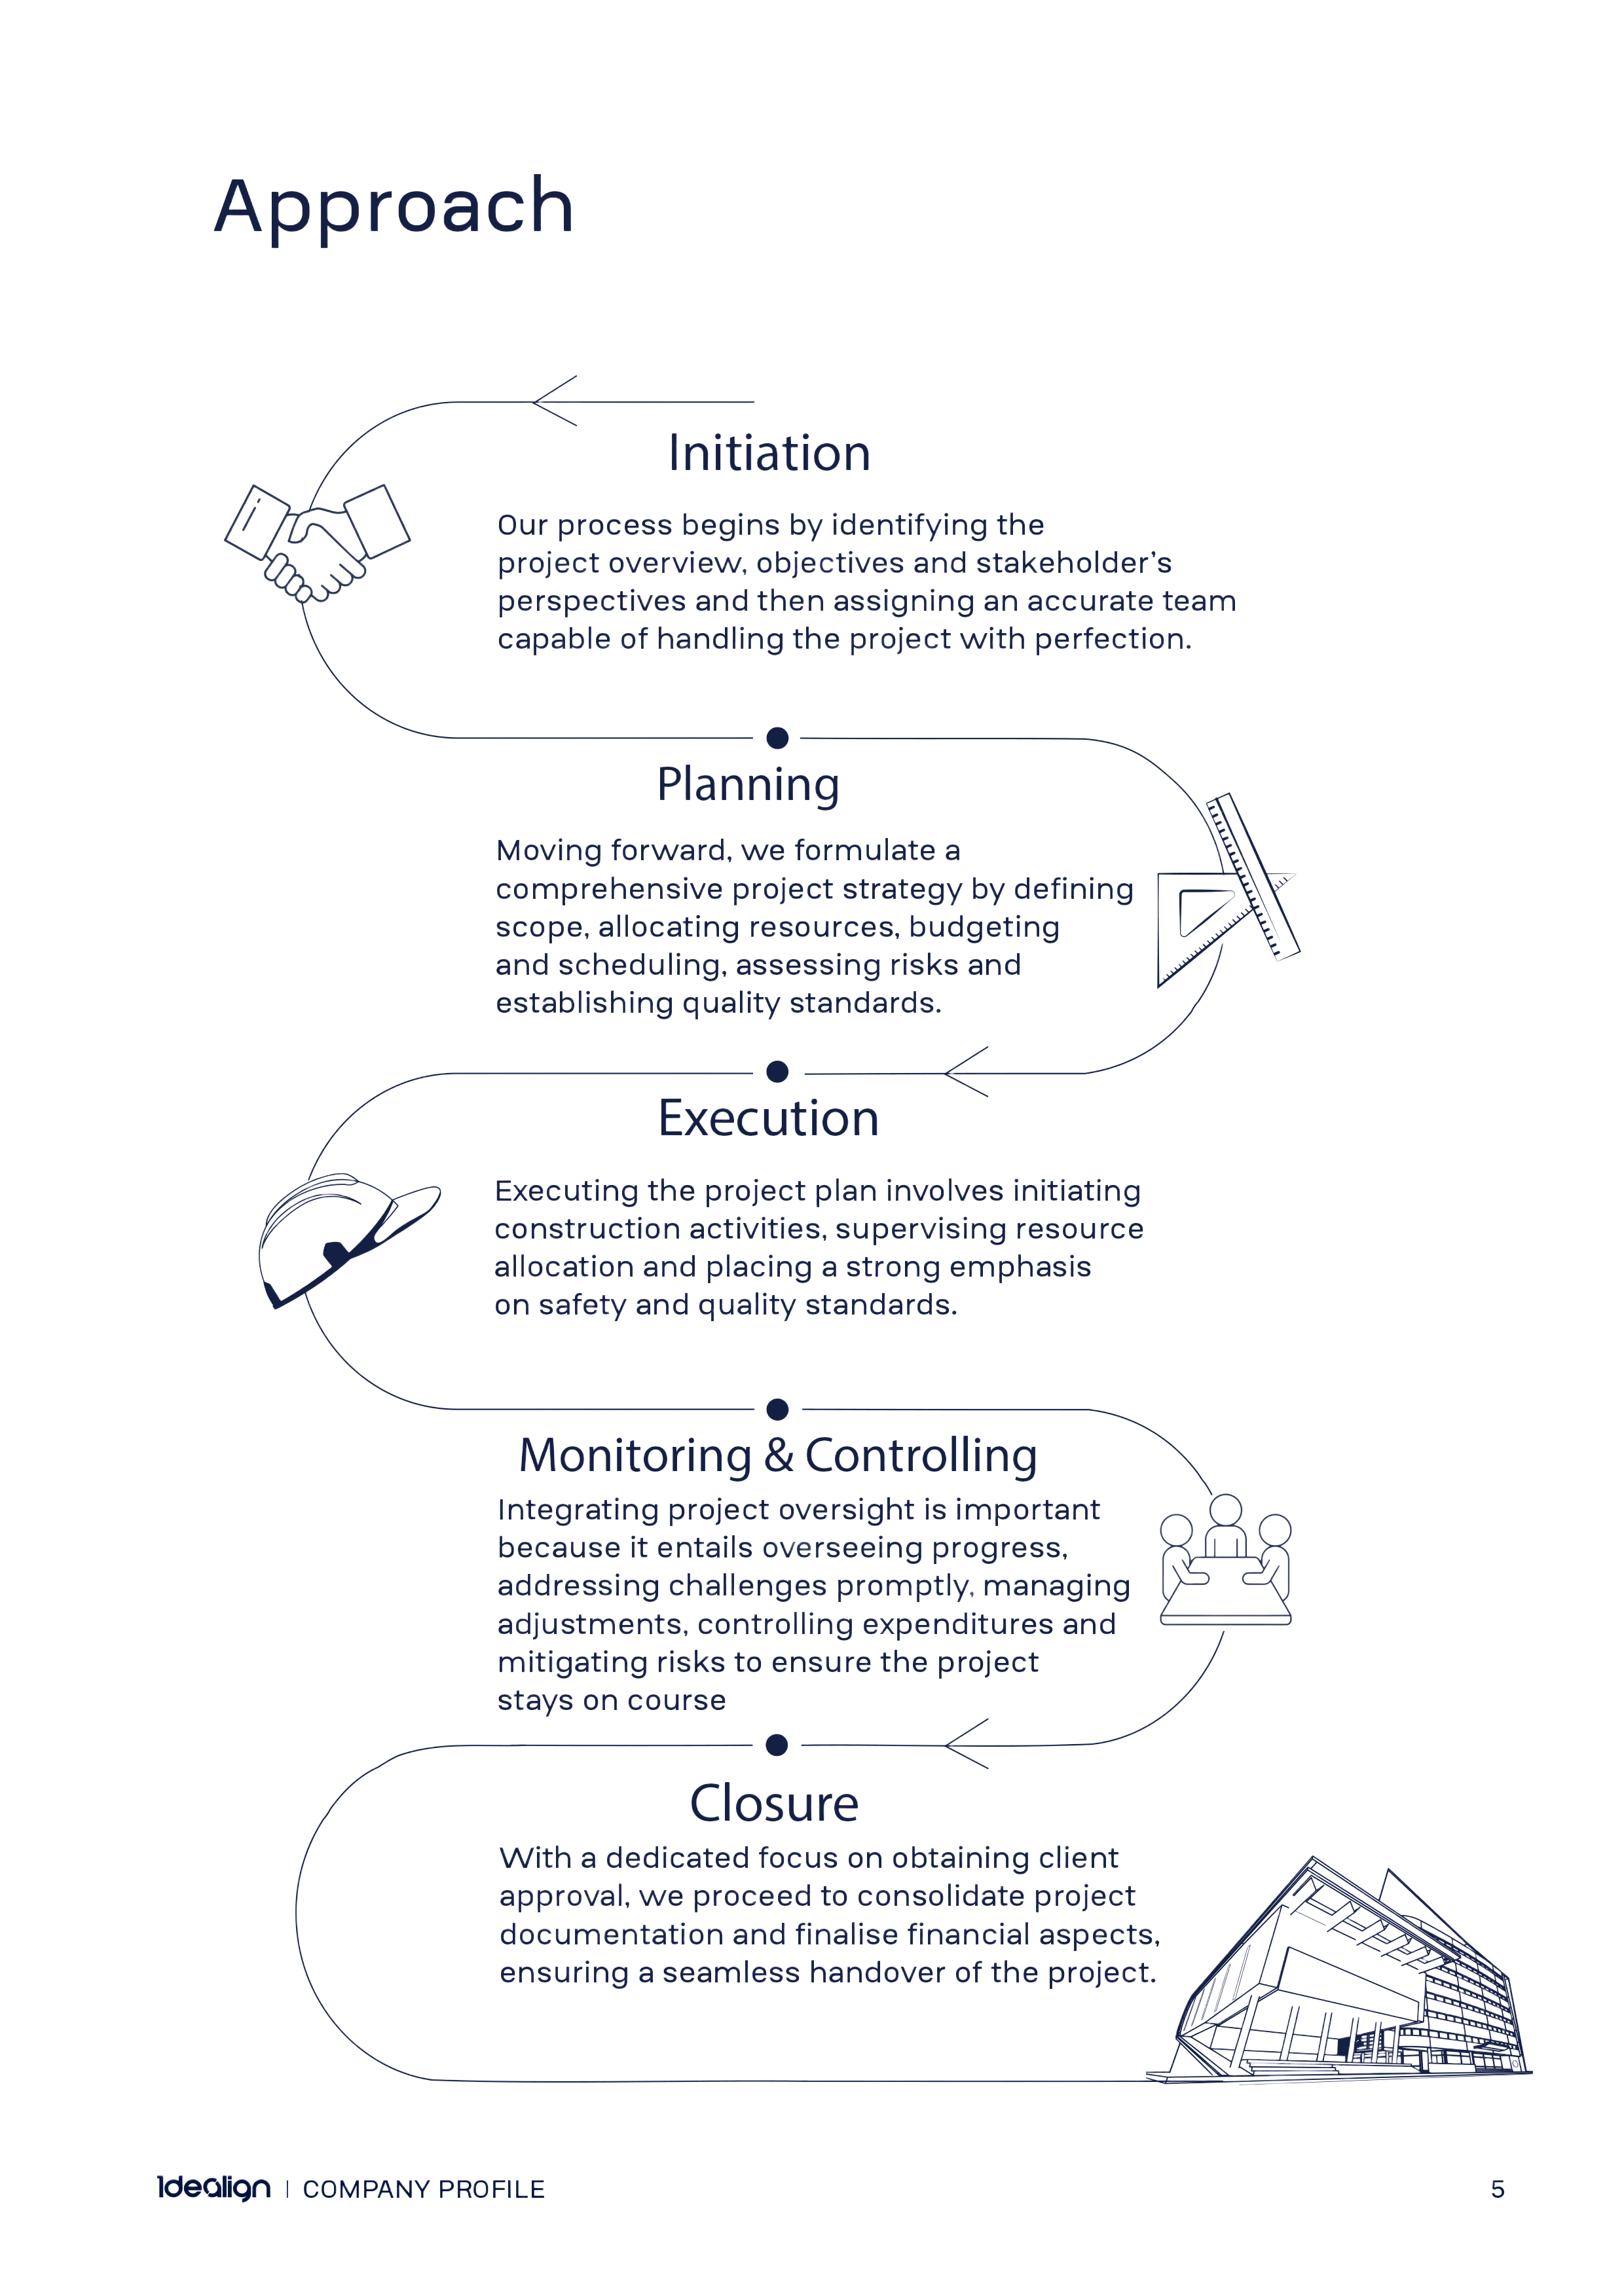 Approach
Initiation
Our process begins by identifying the
project overview, objectives and stakeholder’s
perspectives and then assigning an accurate team
capable of handling the project with perfection.
Planning
Moving forward, we formulate a
comprehensive project strategy by defining
scope, allocating resources, budgeting
and scheduling, assessing risks and
establishing quality standards.
Execution
Executing the project plan involves initiating
construction activities, supervising resource
allocation and placing a strong emphasis
on safety and quality standards.
Monitoring & Controlling
Integrating project oversight is important
because it entails overseeing progress,
addressing challenges promptly, managing
adjustments, controlling expenditures and
mitigating risks to ensure the project
stays on course
Closure
With a dedicated focus on obtaining client
approval, we proceed to consolidate project
documentation and finalise financial aspects,
ensuring a seamless handover of the project.
Idealign | COMPANY PROFILE
5